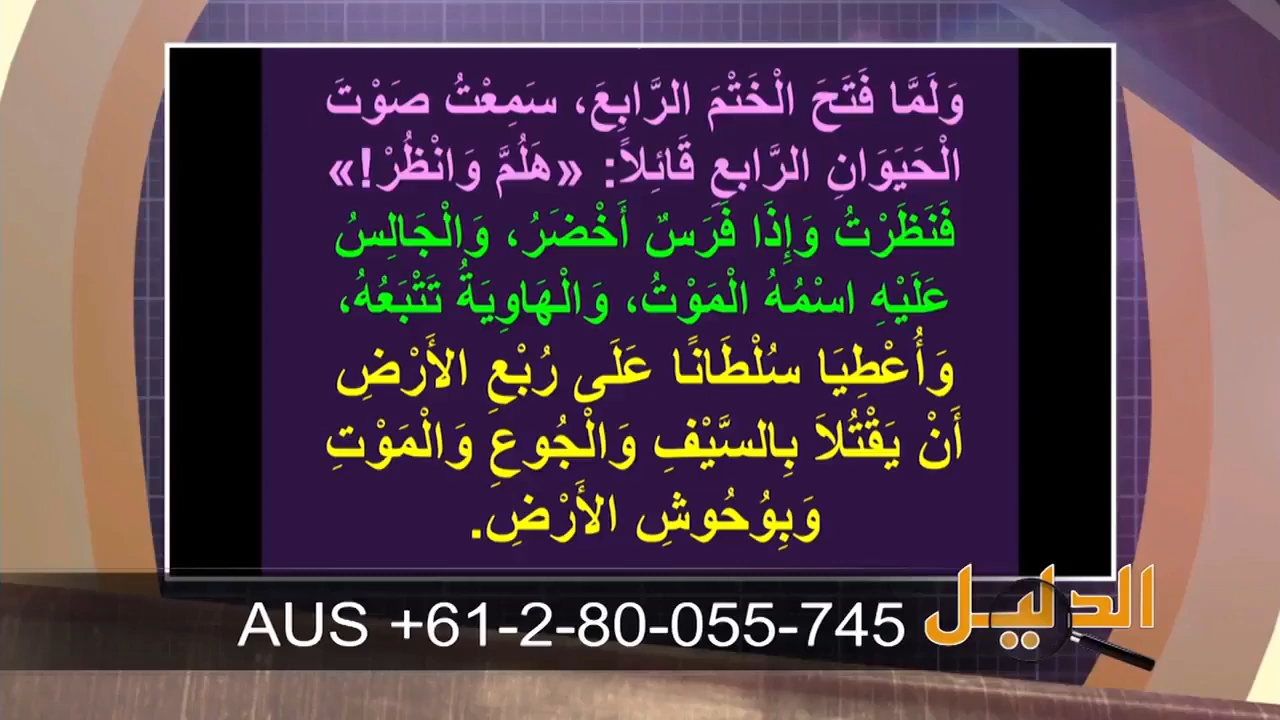 وَلَمَّا فَتَحَ الْخَتْمَ الرَّابِعَ، سَمِعْتُ صَوْتَ
الْحَيَوَانِ الرَّابعِ قَائِلاً: «هَلُمَّ وَانْظُرْ!»
فَنَظَرْتُ وَإِذَا فَرَسٌ أَخْضَرُ، وَالْجَالِسُ
عَلَيْهِ اسْمُهُ الْمَوْتُ، وَالْهَاوِيَةُ تَتْبَعُهُ،
وَأُعْطِيَا سُلْطَانًا عَلَى رُبْعِ الأَرْضِ
أَنْ يَقْتُلاَ بِالسَّيْفِ وَالْجُوعِ وَالْمَوْتِ
وَبِوُحُوشِ الأَرْضِ.
AUS +61-2-80-055-745
الدليل